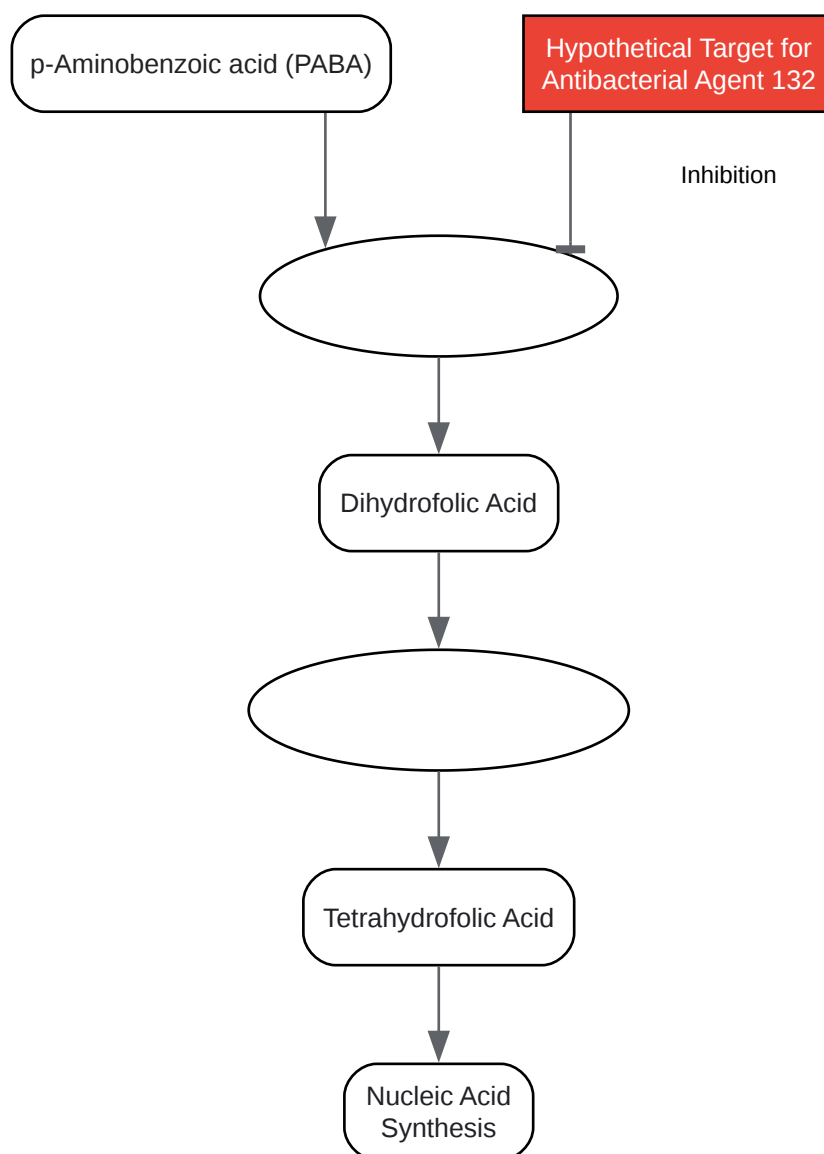 p-Aminobenzoic acid (PABA)
Hypothetical Target for
Antibacterial Agent 132
Inhibition
Dihydrofolic Acid
Tetrahydrofolic Acid
Nucleic Acid
Synthesis